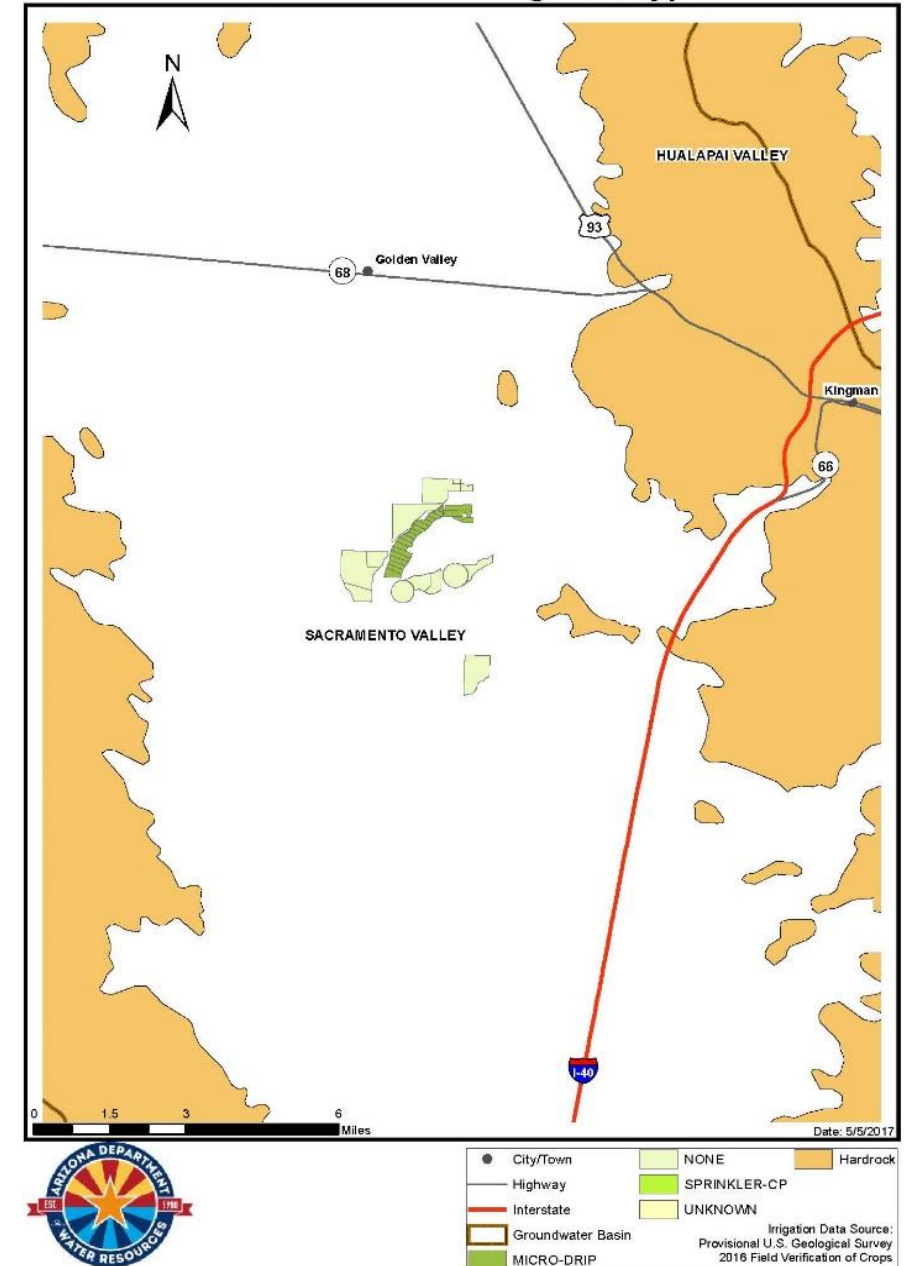 N
HUALAPAI VALLEY
93
Golden Valley
68
Kingman
66
SACRAMENTO VALLEY
I-40
0 1.5 3 6
Miles
Date: 5/5/2017
ARIZONA DEPARTMENT
EST. 1980
WATER RESOURCES
City/Town
Highway
Interstate
Groundwater Basin
MICRO-DRIP
NONE
SPRINKLER-CP
UNKNOWN
Hardrock
Irrigation Data Source:
Provisional U.S. Geological Survey
2016 Field Verification of Crops